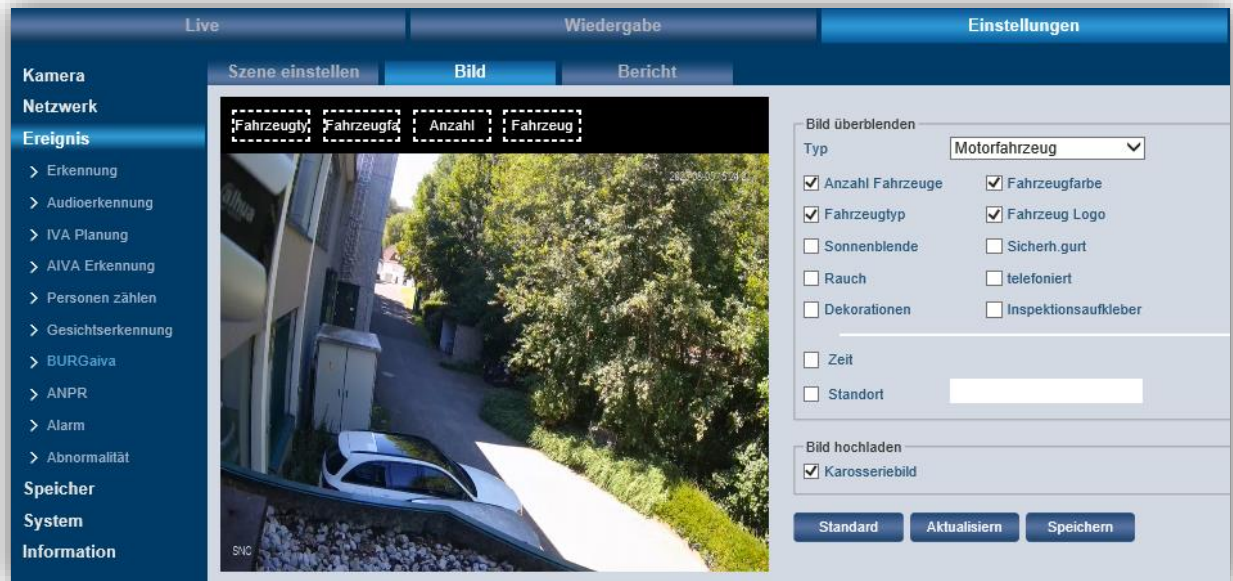 Live
Wiedergabe
Einstellungen
Kamera
Netzwerk
Ereignis
Erkennung
Audioerkennung
IVA Planung
AIVA Erkennung
Personen zählen
Gesichtserkennung
BURGaiva
ANPR
Alarm
Abnormalität
Speicher
System
Information
Szene einstellen
Bild
Bericht
Fahrzeugty
Fahrzeugfa
Anzahl
Fahrzeug
alhua
SNC
Bild überblenden
Typ
Motorfahrzeug
Anzahl Fahrzeuge
Fahrzeugfarbe
Fahrzeugtyp
Fahrzeug Logo
Sonnenblende
Sicherh.gurt
Rauch
telefoniert
Dekorationen
Inspektionsaufkleber
Zeit
Standort
Bild hochladen
Karosseriebild
Standard
Aktualisiern
Speichern